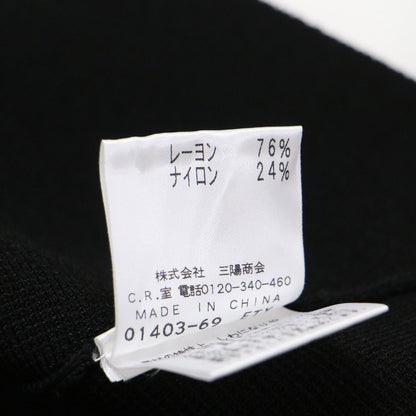 レーヨン 76%
ナイロン 24%
株式会社 三陽商会
C.R.室 電話0120-340-460
MADE IN CHINA
01403-69